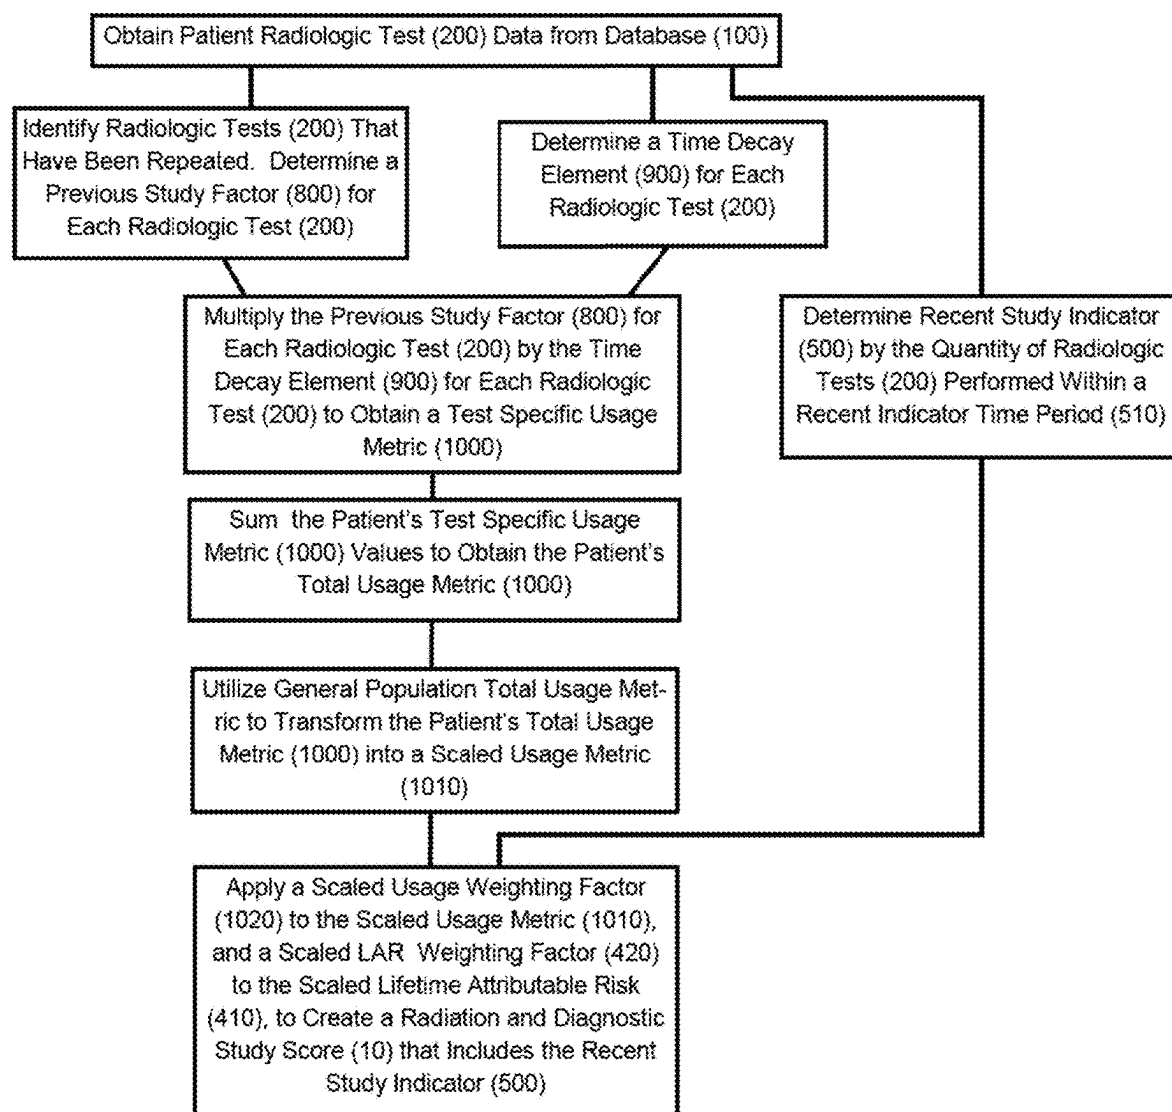 Obtain Patient Radiologic Test (200) Data from Database (100)
Identify Radiologic Tests (200) That
Have Been Repeated. Determine a
Previous Study Factor (800) for
Each Radiologic Test (200)
Determine a Time Decay
Element (900) for Each
Radiologic Test (200)
Multiply the Previous Study Factor (800) for
Each Radiologic Test (200) by the Time
Decay Element (900) for Each Radiologic
Test (200) to Obtain a Test Specific Usage
Metric (1000)
Determine Recent Study Indicator
(500) by the Quantity of Radiologic
Tests (200) Performed Within a
Recent Indicator Time Period (510)
Sum the Patient's Test Specific Usage
Metric (1000) Values to Obtain the Patient's
Total Usage Metric (1000)
Utilize General Population Total Usage Met-
ric to Transform the Patient's Total Usage
Metric (1000) into a Scaled Usage Metric
(1010)
Apply a Scaled Usage Weighting Factor
(1020) to the Scaled Usage Metric (1010),
and a Scaled LAR Weighting Factor (420)
to the Scaled Lifetime Attributable Risk
(410), to Create a Radiation and Diagnostic
Study Score (10) that Includes the Recent
Study Indicator (500)